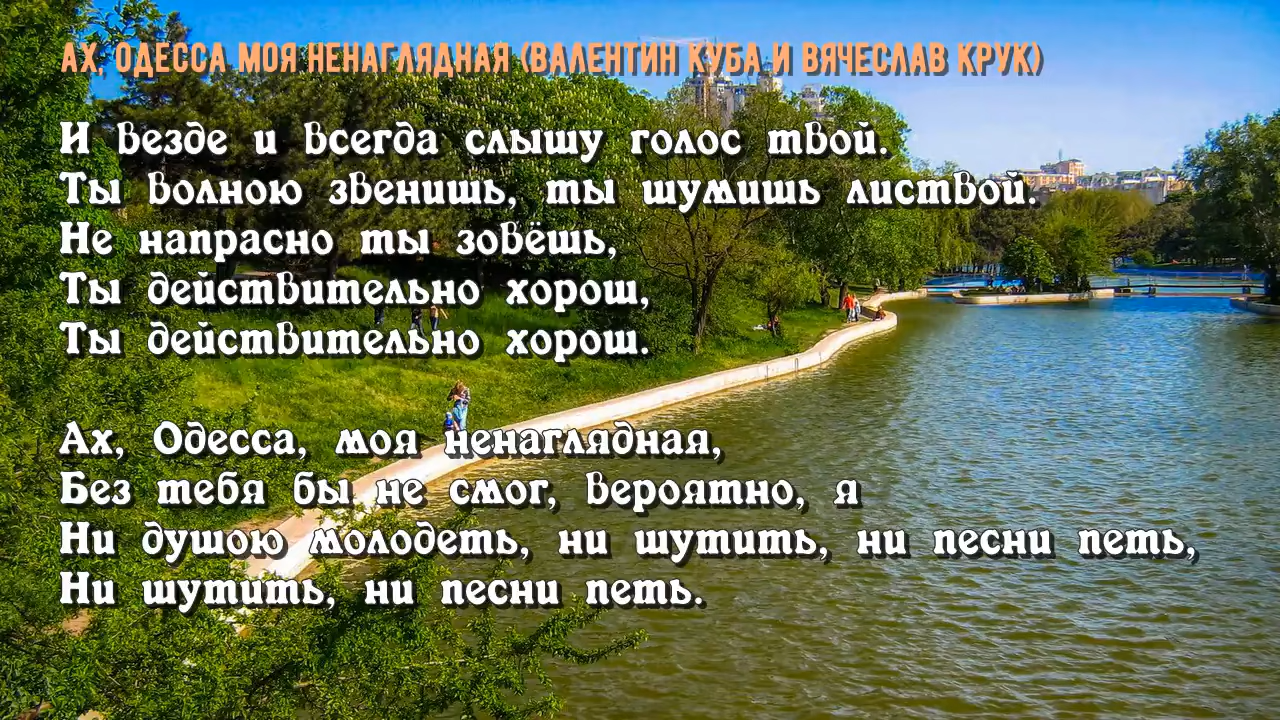 АХ, ОДЕССА МОЯ НЕНАГЛЯДНАЯ (ВАЛЕНТИН КУБА И ВЯЧЕСЛАВ КРУК)
И везде и всегда слышу голос твой.
Ты волною звенишь, ты шумишь листвой.
Не напрасно ты зовёшь,
Ты действительно хорош,
Ты действительно хорош.
Ах, Одесса, моя ненаглядная,
Без тебя бы не смог, вероятно, я
Ни душою молодеть, ни шутить, ни песни петь,
Ни шутить, ни песни петь.